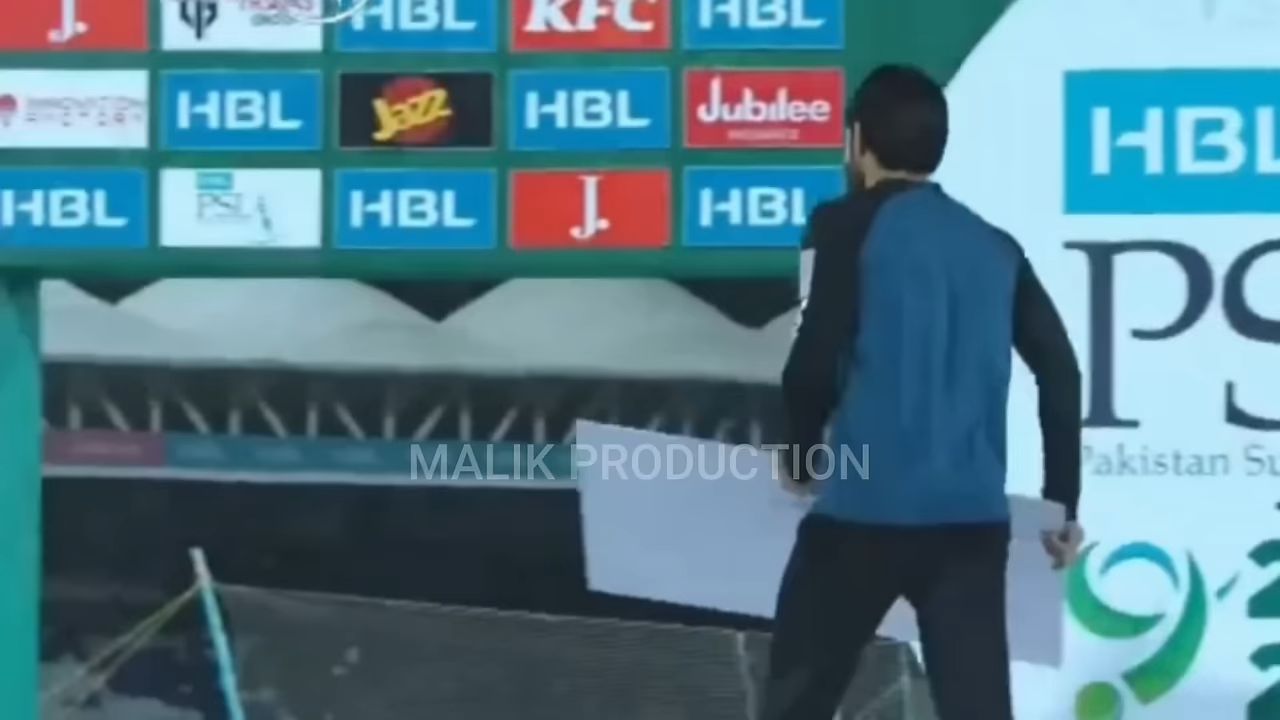 J.
HBL
KFC
HBL
HBL
Jazz
HBL
Jubilee
HBL
HBL
PSL
HBL
J.
HBL
HBL
PS
Pakistan Su
MALIK PRODUCTION